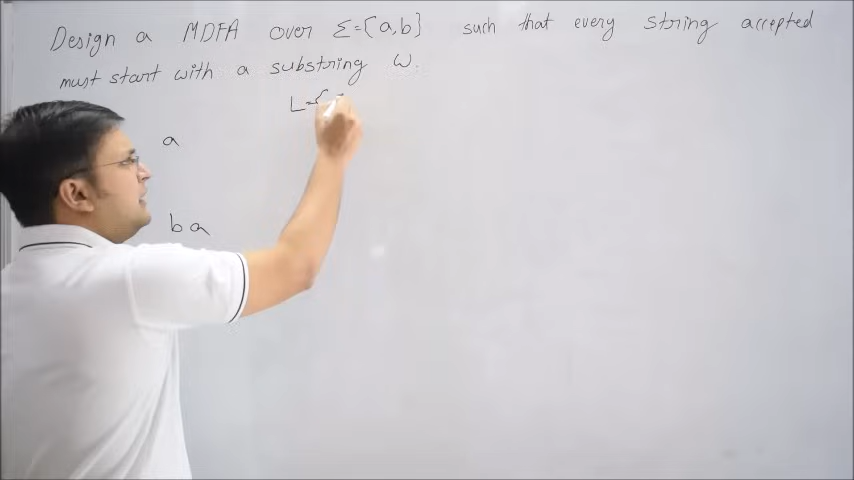 Design a MDFA over Σ={a,b} such that every string accepted
must start with a substring w.
L={
a
ba